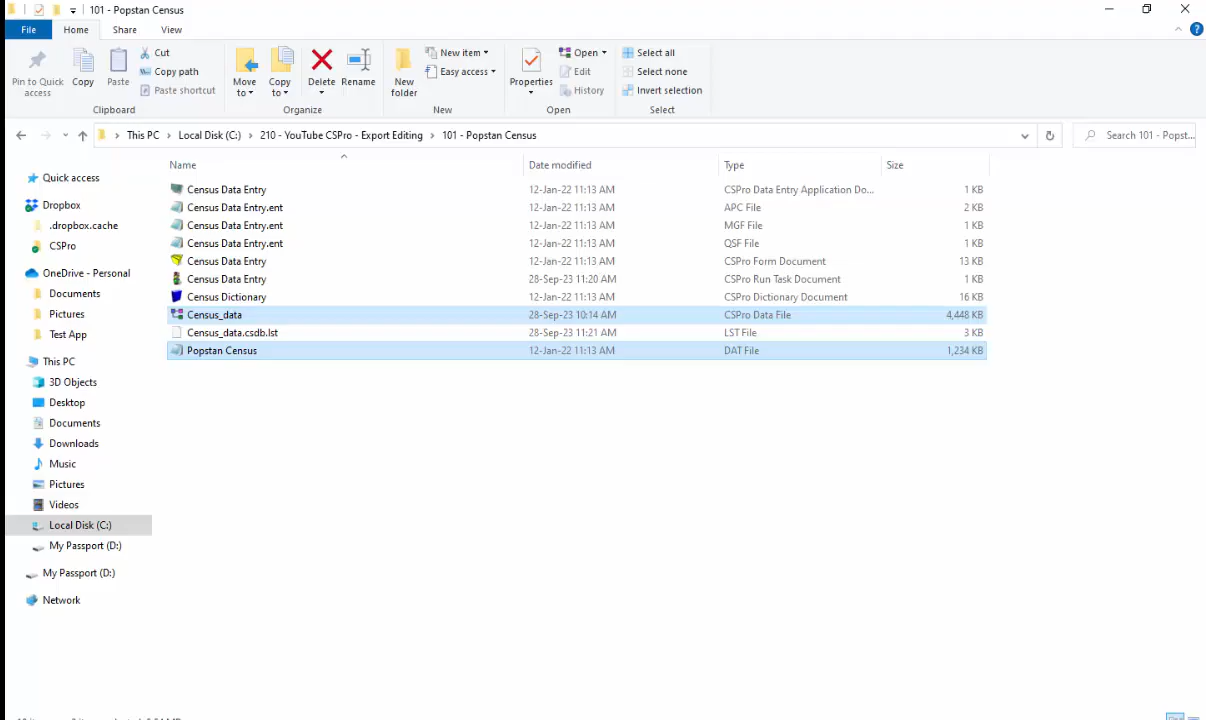 101 - Popstan Census
File Home Share View
Pin to Quick access
Copy
Paste
Cut
Copy path
Paste shortcut
Clipboard
Move to
Copy to
Delete
Rename
Organize
New folder
New item
Easy access
New
Properties
Open
Edit
History
Open
Select all
Select none
Invert selection
Select
This PC Local Disk (C:) 210 - YouTube CSPro - Export Editing 101 - Popstan Census
Search 101 - Popst...
Quick access
Dropbox
.dropbox.cache
CSPro
OneDrive - Personal
Documents
Pictures
Test App
This PC
3D Objects
Desktop
Documents
Downloads
Music
Pictures
Videos
Local Disk (C:)
My Passport (D:)
My Passport (D:)
Network
Name Date modified Type Size
Census Data Entry 12-Jan-22 11:13 AM CSPro Data Entry Application Do... 1 KB
Census Data Entry.ent 12-Jan-22 11:13 AM APC File 2 KB
Census Data Entry.ent 12-Jan-22 11:13 AM MGF File 1 KB
Census Data Entry.ent 12-Jan-22 11:13 AM QSF File 1 KB
Census Data Entry 12-Jan-22 11:13 AM CSPro Form Document 13 KB
Census Data Entry 28-Sep-23 11:20 AM CSPro Run Task Document 1 KB
Census Dictionary 12-Jan-22 11:13 AM CSPro Dictionary Document 16 KB
Census_data 28-Sep-23 10:14 AM CSPro Data File 4,448 KB
Census_data.csdb.lst 28-Sep-23 11:21 AM LST File 3 KB
Popstan Census 12-Jan-22 11:13 AM DAT File 1,234 KB